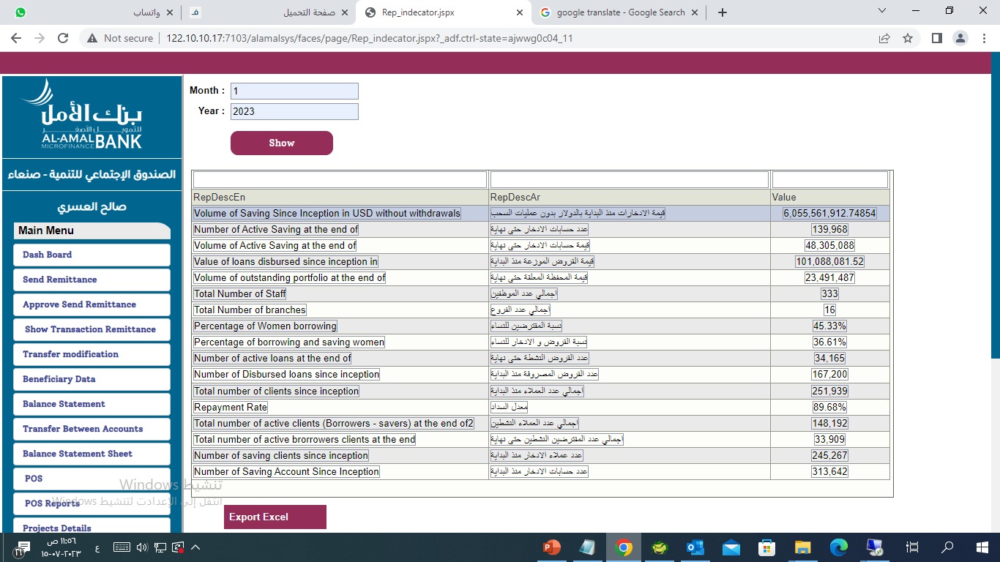 واتساب
صفحة التحميل
Rep_indecator.jspx
google translate - Google Search
Not secure 122.10.10.17:7103/alamalsys/faces/page/Rep_indecator.jspx?_adf.ctrl-state=ajwwg0c04_11
بنك الأمل
للتمويل الأصغر
AL-AMAL BANK
MICROFINANCE
الصندوق الإجتماعي للتنمية - صنعاء
صالح العسري
Main Menu
Dash Board
Send Remittance
Approve Send Remittance
Show Transaction Remittance
Transfer modification
Beneficiary Data
Balance Statement
Transfer Between Accounts
Balance Statement Sheet
POS
POS Reports
Projects Details
Month : 1
Year : 2023
Show
RepDescEn RepDescAr Value
Volume of Saving Since Inception in USD without withdrawals قيمة الادخارات منذ البداية بالدولار بدون عمليات السحب 6,055,561,912.74854
Number of Active Saving at the end of عدد حسابات الادخار حتى نهاية 139,968
Volume of Active Saving at the end of قيمة حسابات الادخار حتى نهاية 48,305,088
Value of loans disbursed since inception in قيمة القروض الموزعة منذ البداية 101,088,081.52
Volume of outstanding portfolio at the end of قيمة المحفظة المعلقة حتى نهاية 23,491,487
Total Number of Staff اجمالي عدد الموظفين 333
Total Number of branches اجمالي عدد الفروع 16
Percentage of Women borrowing نسبة المقترضين للنساء 45.33%
Percentage of borrowing and saving women نسبة القروض و الادخار للنساء 36.61%
Number of active loans at the end of عدد القروض النشطة حتى نهاية 34,165
Number of Disbursed loans since inception عدد القروض المصروفة منذ البداية 167,200
Total number of clients since inception اجمالي عدد العملاء منذ البداية 251,939
Repayment Rate معدل السداد 89.68%
Total number of active clients (Borrowers - savers) at the end of2 اجمالي عدد العملاء النشطين 148,192
Total number of active brorrowers clients at the end اجمالي عدد المقترضين النشطين حتى نهاية 33,909
Number of saving clients since inception عدد عملاء الادخار منذ البداية 245,267
Number of Saving Account Since Inception عدد حسابات الادخار منذ البداية 313,642
Export Excel
تنشيط Windows
انتقل إلى الإعدادات لتنشيط Windows
١١:٥٦ ص
١٥-٠٧-٢٠٢٣
ع